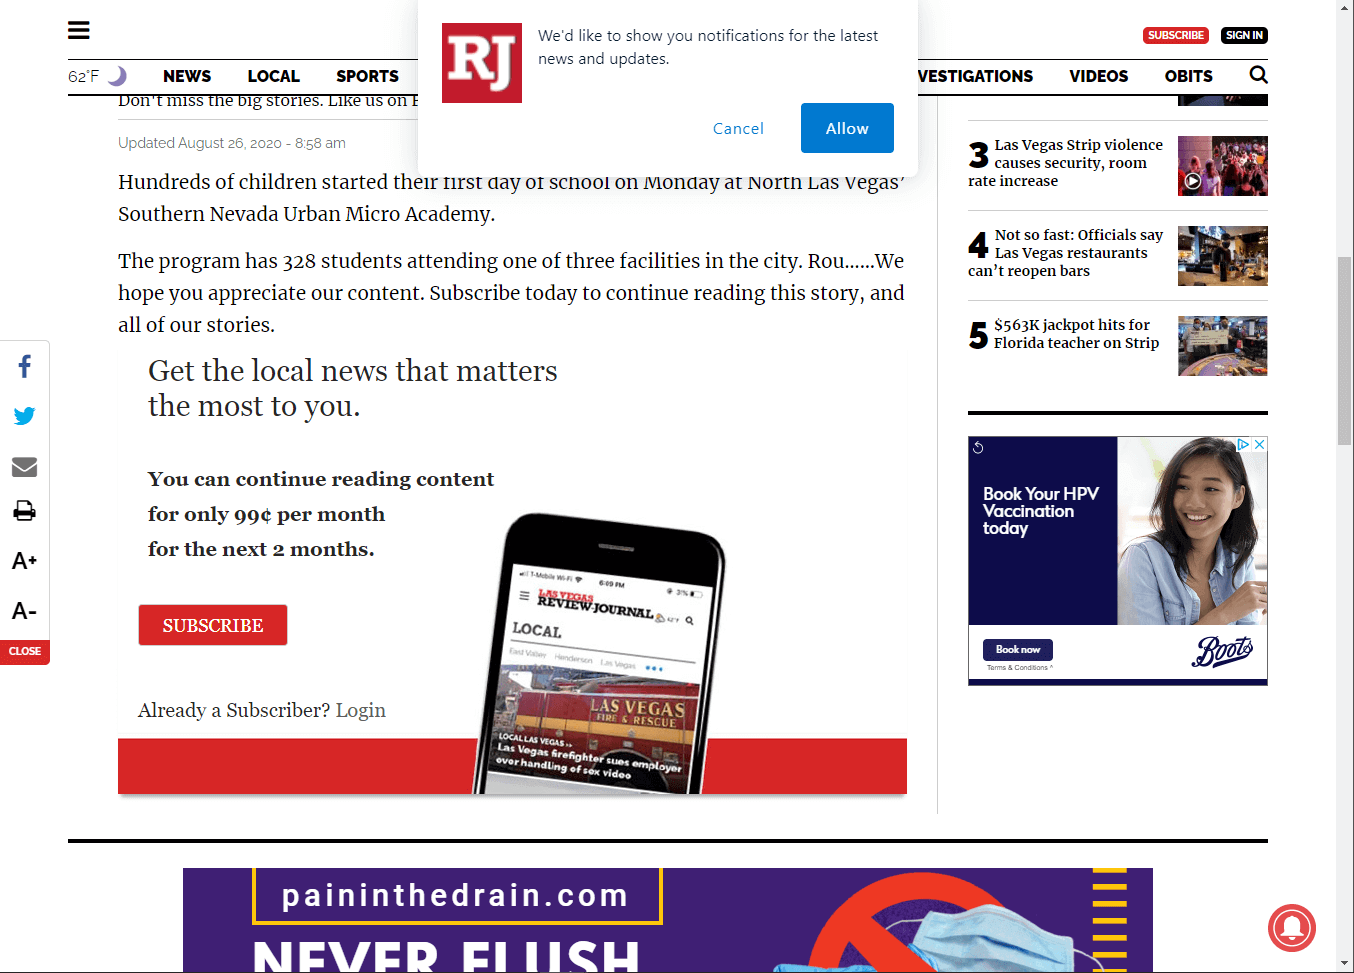 RJ
We'd like to show you notifications for the latest
news and updates.
Cancel
Allow
SUBSCRIBE
SIGN IN
62°F
NEWS
LOCAL
SPORTS
VESTIGATIONS
VIDEOS
OBITS
Don't miss the big stories. Like us on
Updated August 26, 2020 - 8:58 am
Hundreds of children started their first day of school on Monday at North Las Vegas’
Southern Nevada Urban Micro Academy.
The program has 328 students attending one of three facilities in the city. Rou......We
hope you appreciate our content. Subscribe today to continue reading this story, and
all of our stories.
Get the local news that matters
the most to you.
You can continue reading content
for only 99¢ per month
for the next 2 months.
SUBSCRIBE
Already a Subscriber? Login
T-Mobile Wi-Fi
6:09 PM
31%
LAS VEGAS
REVIEW-JOURNAL
LOCAL
East Valley
Henderson
Las Vegas
LAS VEGAS
FIRE & RESCUE
LOCAL LAS VEGAS >>
Las Vegas firefighter sues employer
over handling of sex video
A+
A-
CLOSE
3 Las Vegas Strip violence
causes security, room
rate increase
4 Not so fast: Officials say
Las Vegas restaurants
can’t reopen bars
5 $563K jackpot hits for
Florida teacher on Strip
Book Your HPV
Vaccination
today
Book now
Terms & Conditions ^
Boots
paininthedrain.com
NEVER FLUSH